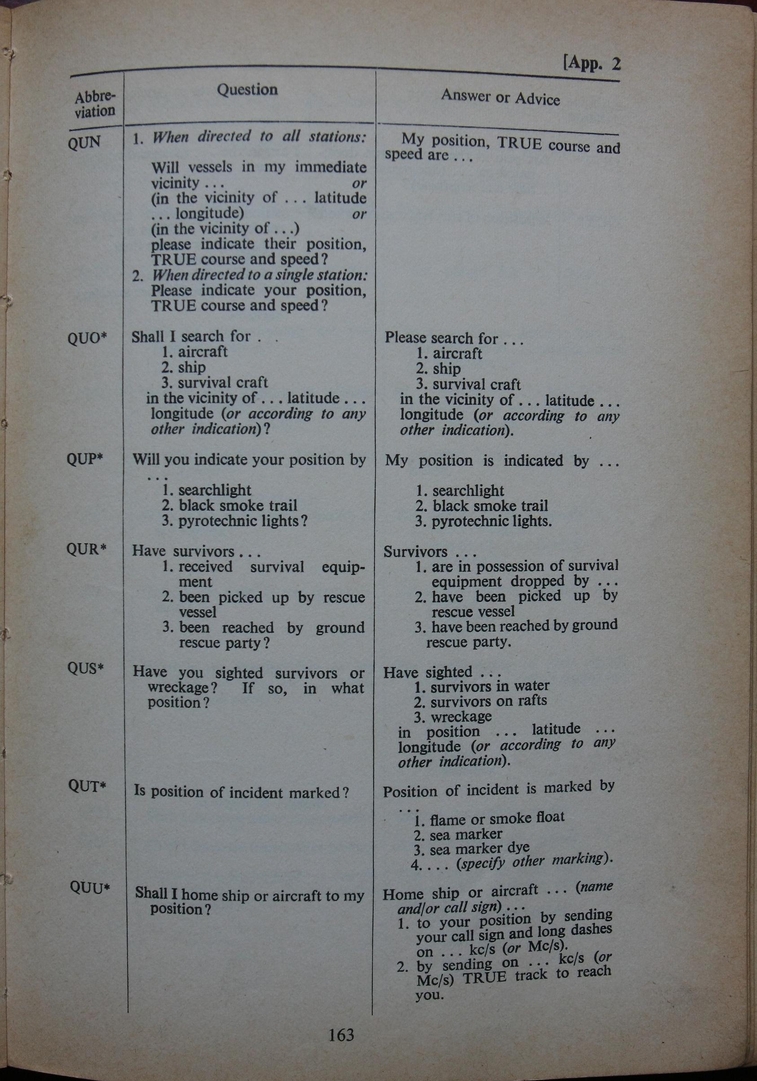 [App. 2
Abbre-
viation
Question
Answer or Advice
QUN
1. When directed to all stations:
Will vessels in my immediate
vicinity ... or
(in the vicinity of ... latitude
... longitude) or
(in the vicinity of ...)
please indicate their position,
TRUE course and speed?
2. When directed to a single station:
Please indicate your position,
TRUE course and speed?
My position, TRUE course and
speed are ...
QUO*
Shall I search for . .
1. aircraft
2. ship
3. survival craft
in the vicinity of ... latitude ...
longitude (or according to any
other indication)?
Please search for ...
1. aircraft
2. ship
3. survival craft
in the vicinity of ... latitude ...
longitude (or according to any
other indication).
QUP*
Will you indicate your position by
...
1. searchlight
2. black smoke trail
3. pyrotechnic lights?
My position is indicated by ...
1. searchlight
2. black smoke trail
3. pyrotechnic lights.
QUR*
Have survivors ...
1. received survival equip-
ment
2. been picked up by rescue
vessel
3. been reached by ground
rescue party?
Survivors ...
1. are in possession of survival
equipment dropped by ...
2. have been picked up by
rescue vessel
3. have been reached by ground
rescue party.
QUS*
Have you sighted survivors or
wreckage? If so, in what
position?
Have sighted ...
1. survivors in water
2. survivors on rafts
3. wreckage
in position ... latitude ...
longitude (or according to any
other indication).
QUT*
Is position of incident marked?
Position of incident is marked by
...
1. flame or smoke float
2. sea marker
3. sea marker dye
4. ... (specify other marking).
QUU*
Shall I home ship or aircraft to my
position?
Home ship or aircraft ... (name
and/or call sign) ...
1. to your position by sending
your call sign and long dashes
on ... kc/s (or Mc/s).
2. by sending on ... kc/s (or
Mc/s) TRUE track to reach
you.
163